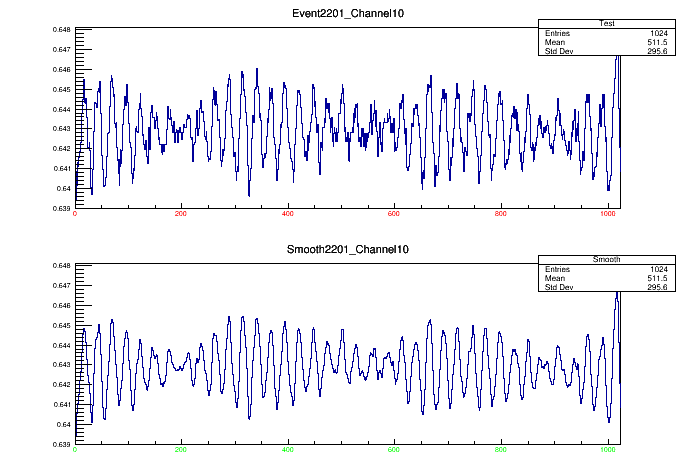 Event2201_Channel10
Test
Entries 1024
Mean 511.5
Std Dev 295.6
0.648
0.647
0.646
0.645
0.644
0.643
0.642
0.641
0.64
0.639
0 200 400 600 800 1000
Smooth2201_Channel10
Smooth
Entries 1024
Mean 511.5
Std Dev 295.6
0.648
0.647
0.646
0.645
0.644
0.643
0.642
0.641
0.64
0.639
0 200 400 600 800 1000